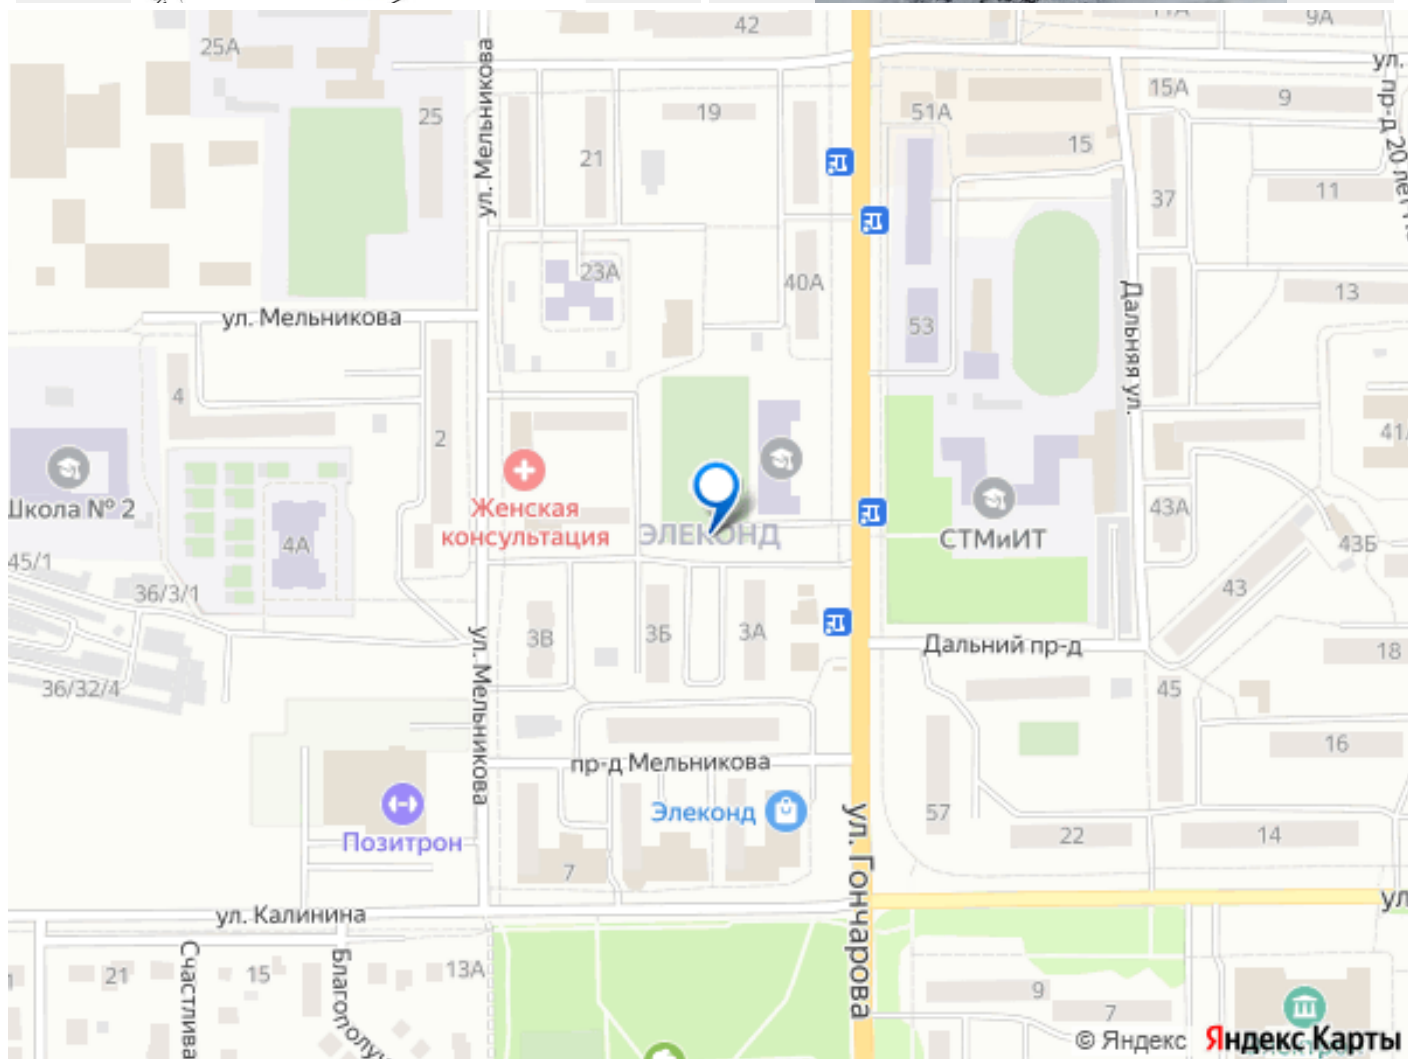 42
9А
25А
ул.
15А
9
25
19
51А
ул. Мельникова
пр-д 20 лет
15
21
11
37
23А
40А
13
ул. Мельникова
53
Дальняя ул.
4
2
41
Школа № 2
Женская
консультация
ЭЛЕКОНД
СТМиИТ
43А
4А
43Б
45/1
36/3/1
43
3В
3Б
3А
Дальний пр-д
18
36/32/4
ул. Мельникова
45
16
пр-д Мельникова
Элеконд
57
22
14
Позитрон
7
ул. Гончарова
ул. Калинина
ул
21
Счастлива
15
Благополу
13А
9
7
© Яндекс
Яндекс Карты